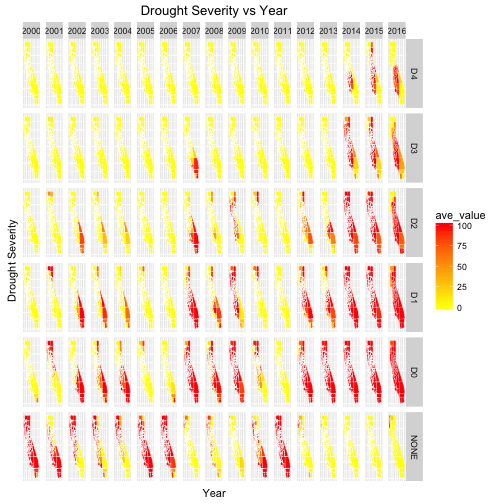 Drought Severity vs Year
2000 2001 2002 2003 2004 2005 2006 2007 2008 2009 2010 2011 2012 2013 2014 2015 2016
D4
D3
D2
D1
D0
NONE
Drought Severity
Year
ave_value
100
75
50
25
0